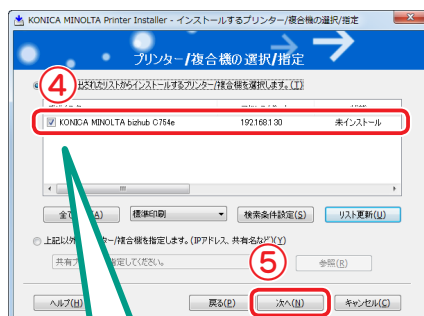 KONICA MINOLTA Printer Installer - インストールするプリンター/複合機の選択/指定
プリンター/複合機の選択/指定
④
出されたリストからインストールするプリンター/複合機を選択します。(I)
KONICA MINOLTA bizhub C754e 192.168.1.30 未インストール
全て (A) 標準印刷 検索条件設定(S) リスト更新(U)
上記以外 ター/複合機を指定します。(IPアドレス、共有名など)(Y)
⑤
共有プ 指定してください。 参照(R)
ヘルプ(H) 戻る(P) 次へ(N) キャンセル(C)